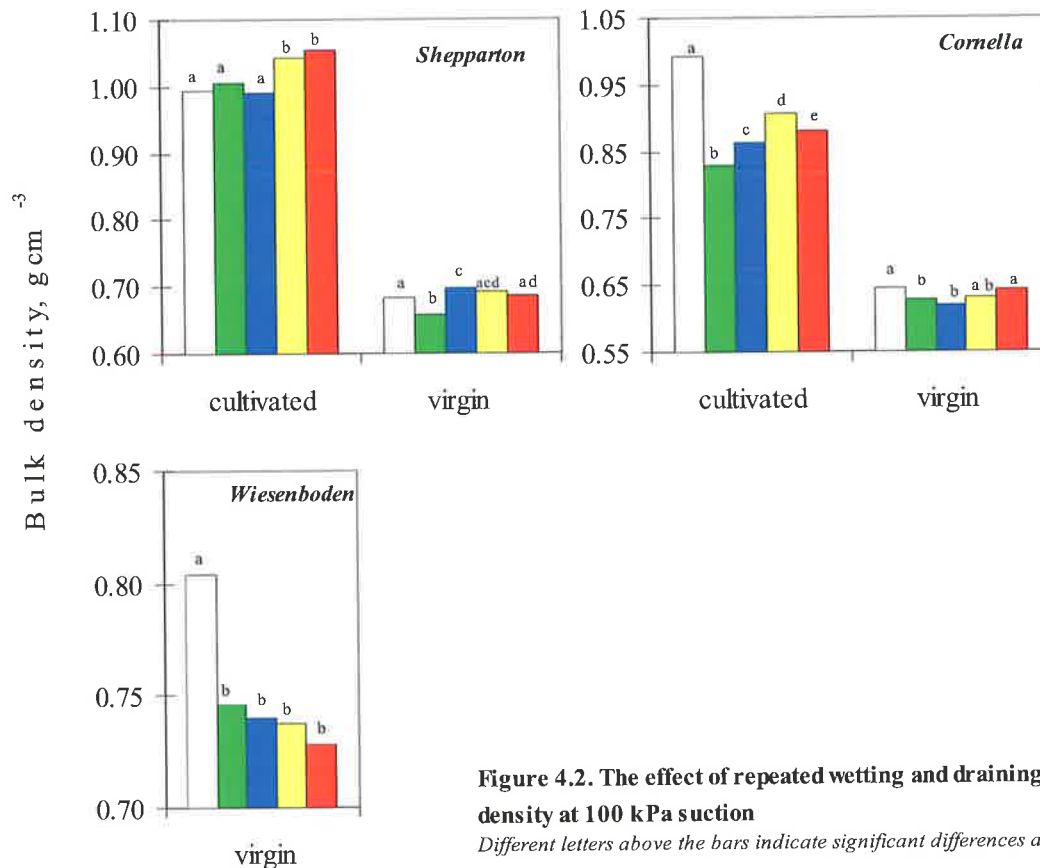 Bulk density, gcm -3
1.10
1.00
0.90
0.80
0.70
0.60
Shepparton
a a a b b
a b c acd ad
cultivated virgin
1.05
0.95
0.85
0.75
0.65
0.55
Cornella
a b c d e
a b b a b a
cultivated virgin
0.85
0.80
0.75
0.70
Wiesenboden
a b b b b
virgin
Figure 4.2. The effect of repeated wetting and draining
density at 100 kPa suction
Different letters above the bars indicate significant differences a